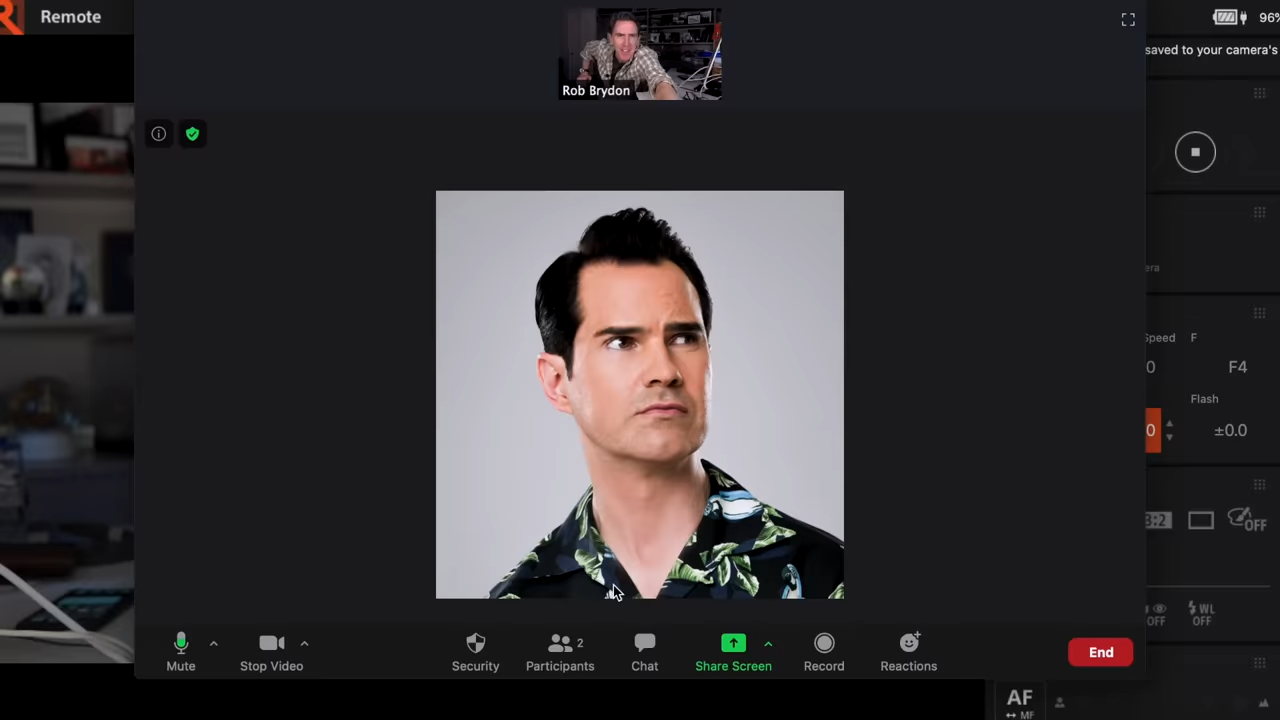 Remote
96%
saved to your camera's
Rob Brydon
Speed F
0 F4
Flash
0 ±0.0
3:2 OFF
OFF WL OFF
Mute
Stop Video
Security
Participants 2
Chat
Share Screen
Record
Reactions
End
AF
↔ MF